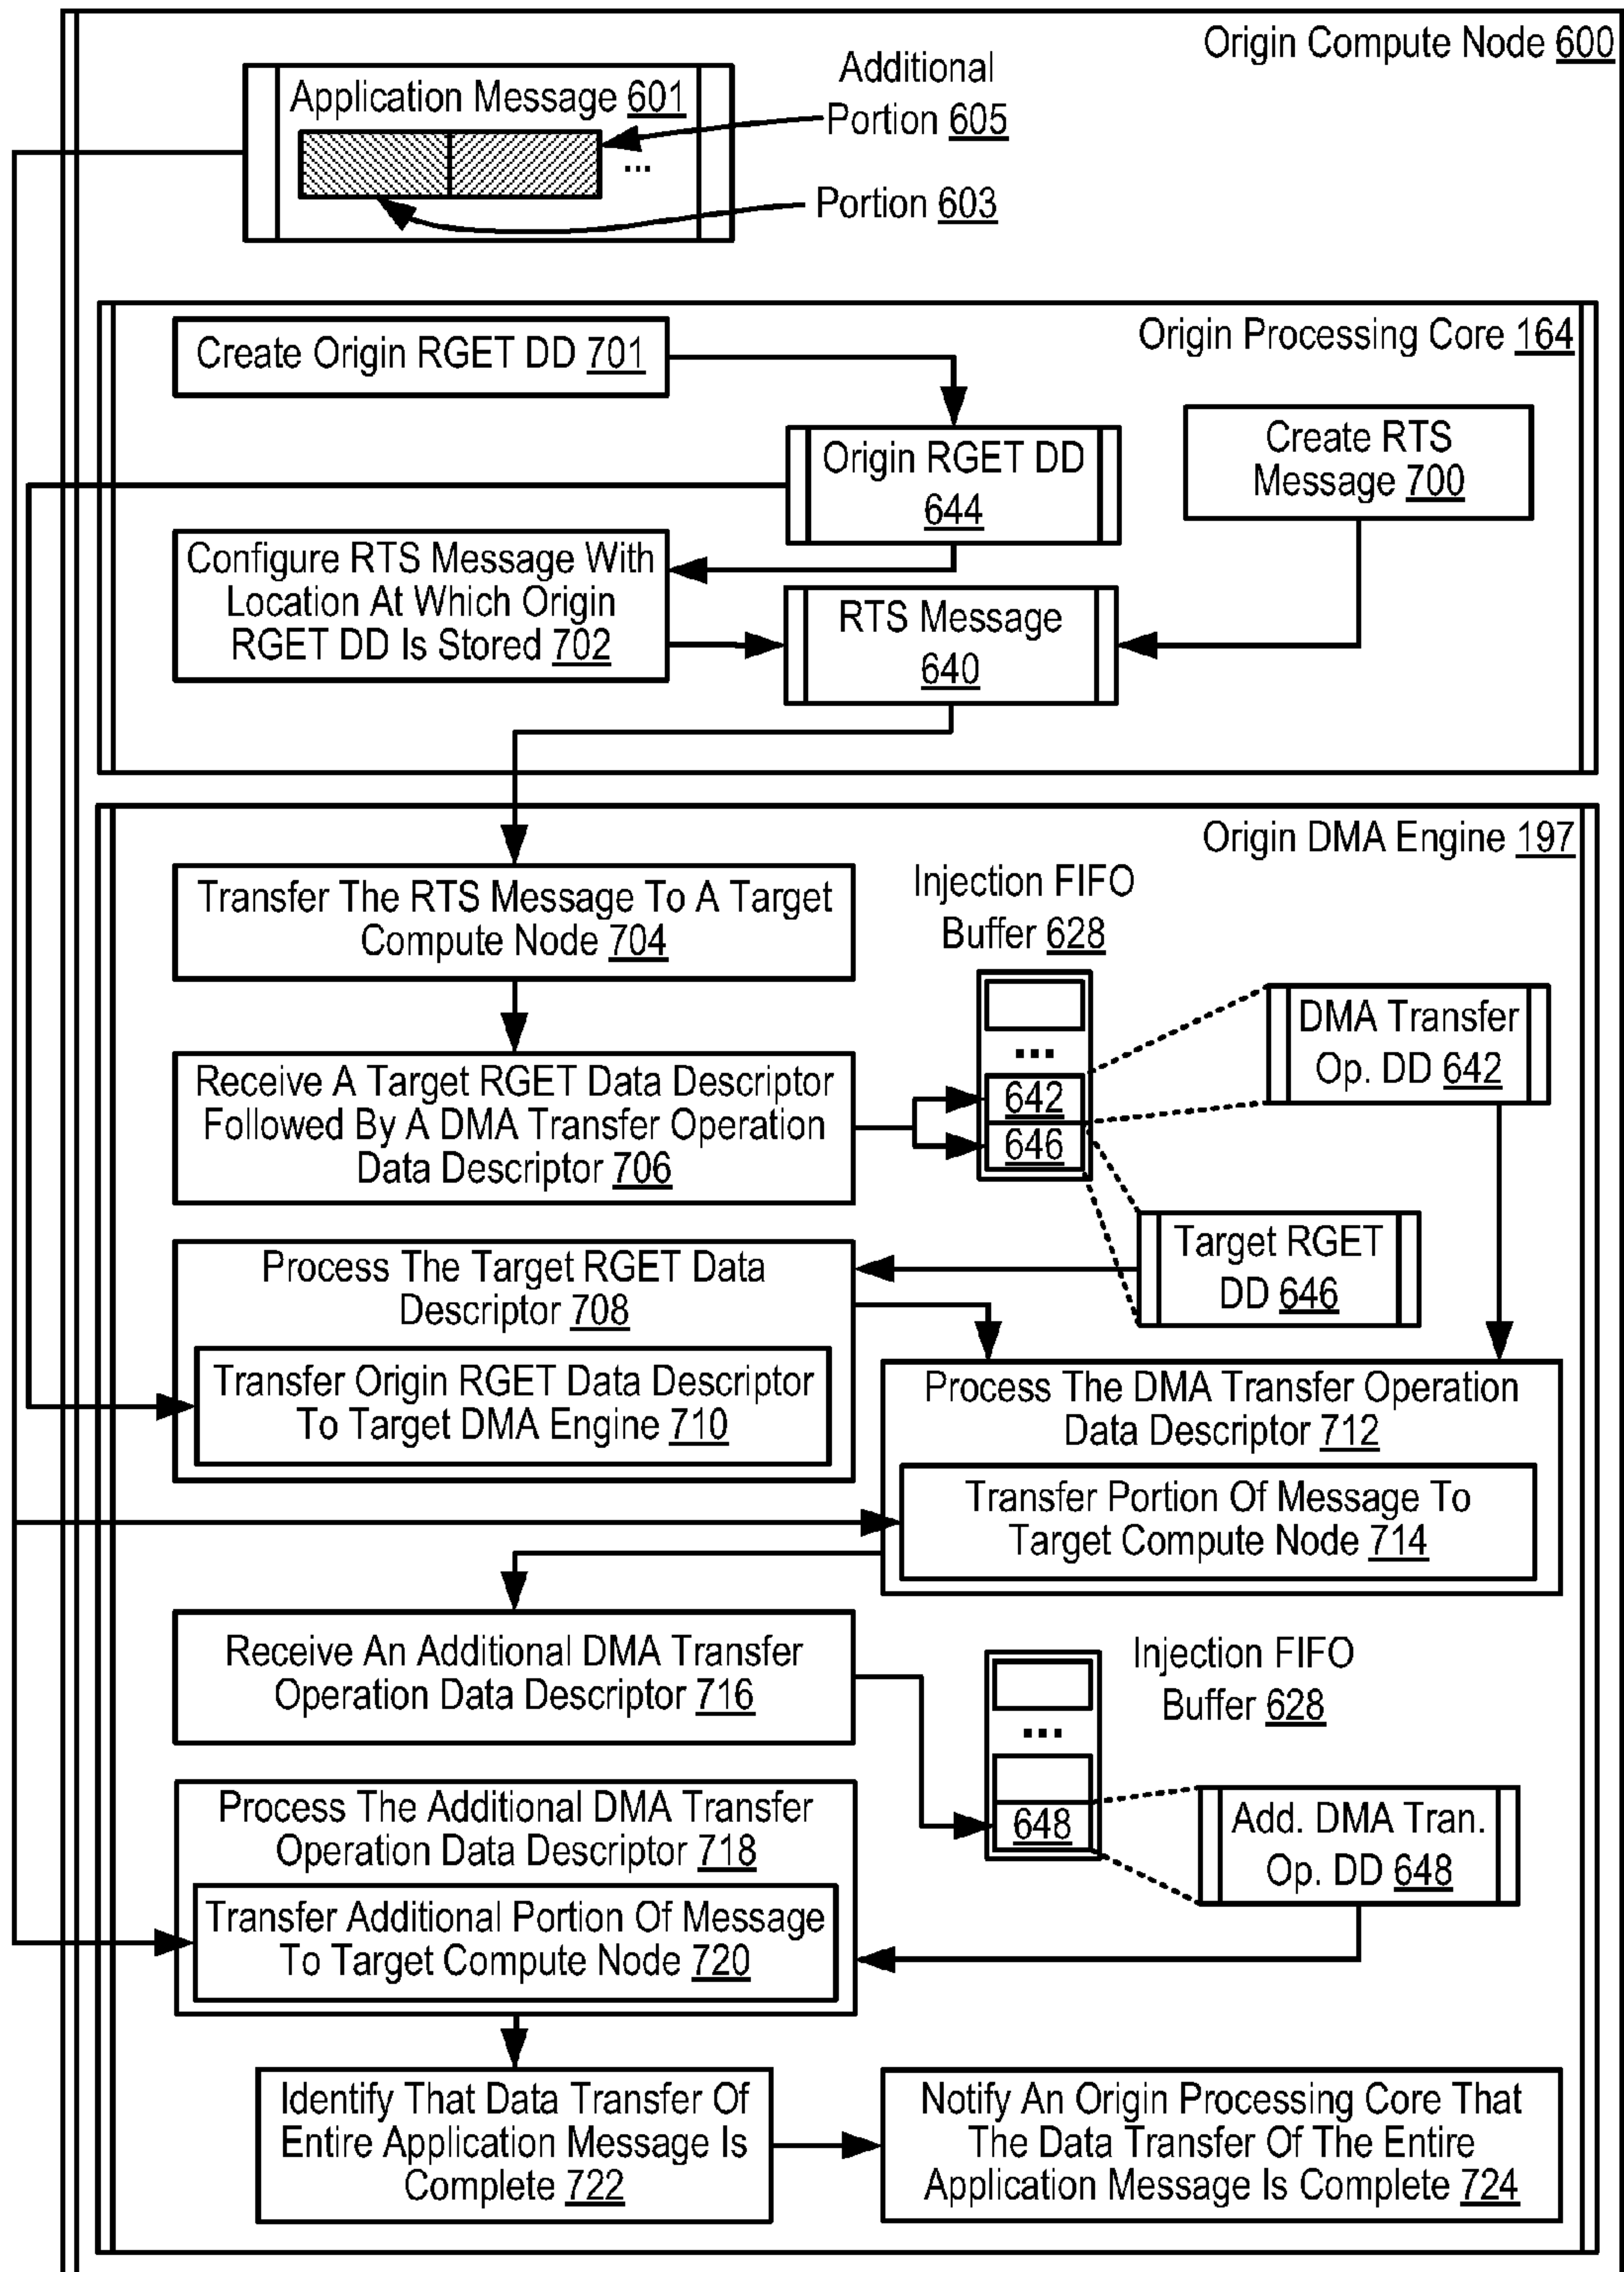 Origin Compute Node 600
Application Message 601
...
Additional
Portion 605
Portion 603
Origin Processing Core 164
Create Origin RGET DD 701
Origin RGET DD
644
Create RTS
Message 700
Configure RTS Message With
Location At Which Origin
RGET DD Is Stored 702
RTS Message
640
Origin DMA Engine 197
Transfer The RTS Message To A Target
Compute Node 704
Injection FIFO
Buffer 628
...
642
646
DMA Transfer
Op. DD 642
Receive A Target RGET Data Descriptor
Followed By A DMA Transfer Operation
Data Descriptor 706
Target RGET
DD 646
Process The Target RGET Data
Descriptor 708
Transfer Origin RGET Data Descriptor
To Target DMA Engine 710
Process The DMA Transfer Operation
Data Descriptor 712
Transfer Portion Of Message To
Target Compute Node 714
Receive An Additional DMA Transfer
Operation Data Descriptor 716
Injection FIFO
Buffer 628
...
648
Add. DMA Tran.
Op. DD 648
Process The Additional DMA Transfer
Operation Data Descriptor 718
Transfer Additional Portion Of Message
To Target Compute Node 720
Identify That Data Transfer Of
Entire Application Message Is
Complete 722
Notify An Origin Processing Core That
The Data Transfer Of The Entire
Application Message Is Complete 724